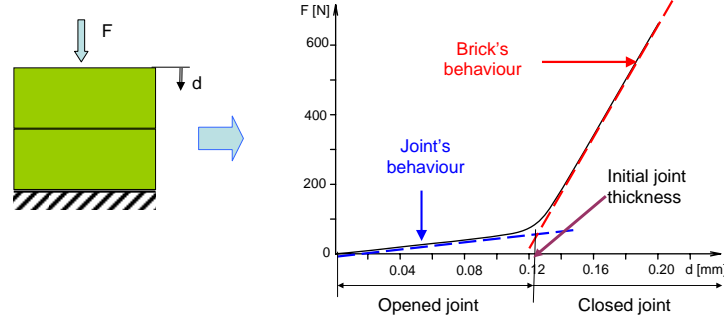 F
d
F [N]
600
400
200
100
0
0.04
0.08
0.12
0.16
0.20
d [mm]
Brick's
behaviour
Joint's
behaviour
Initial joint
thickness
Opened joint
Closed joint